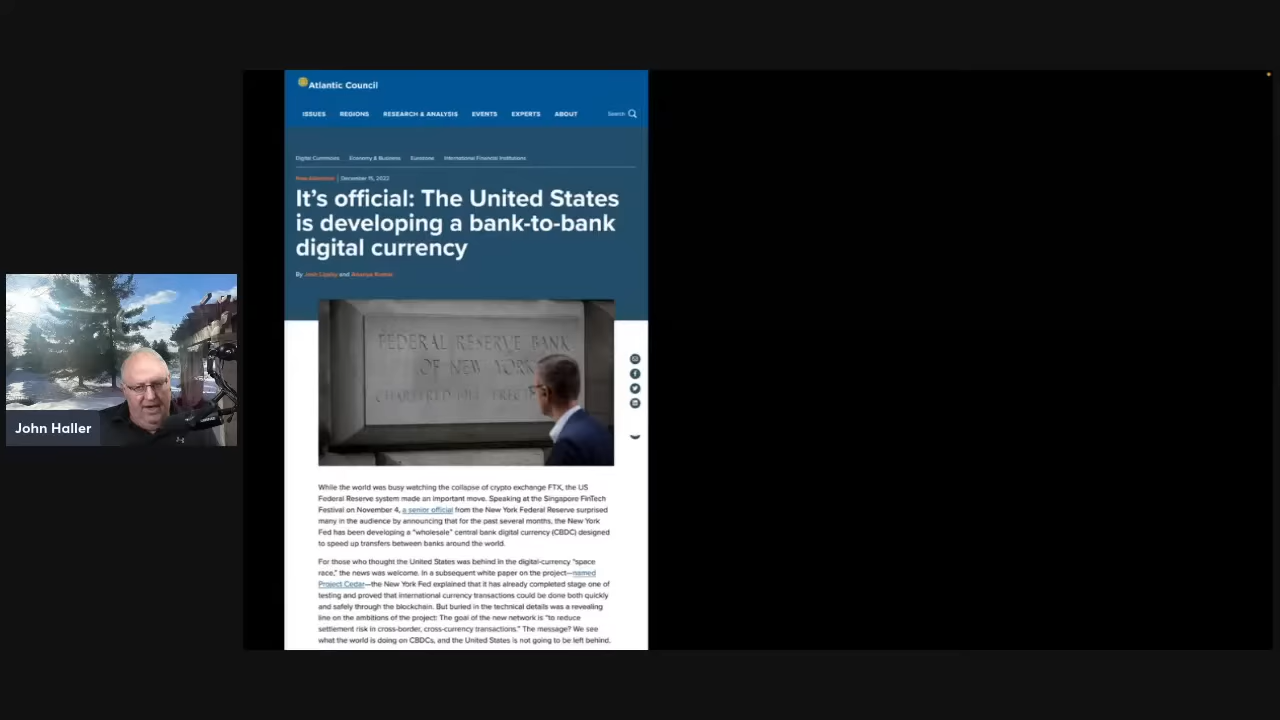 Atlantic Council
ISSUES REGIONS RESEARCH & ANALYSIS EVENTS EXPERTS ABOUT Search
Digital Currencies Economy & Business Eurozone International Financial Institutions
New Atlanticist | December 15, 2022
It's official: The United States
is developing a bank-to-bank
digital currency
By Josh Lipsky and Ananya Kumar
FEDERAL RESERVE BANK
OF NEW YORK
While the world was busy watching the collapse of crypto exchange FTX, the US
Federal Reserve system made an important move. Speaking at the Singapore FinTech
Festival on November 4, a senior official from the New York Federal Reserve surprised
many in the audience by announcing that for the past several months, the New York
Fed has been developing a “wholesale” central bank digital currency (CBDC) designed
to speed up transfers between banks around the world.
For those who thought the United States was behind in the digital-currency “space
race,” the news was welcome. In a subsequent white paper on the project—named
Project Cedar—the New York Fed explained that it has already completed stage one of
testing and proved that international currency transactions could be done both quickly
and safely through the blockchain. But buried in the technical details was a revealing
line on the ambitions of the project: The goal of the new network is “to reduce
settlement risk in cross-border, cross-currency transactions.” The message? We see
what the world is doing on CBDCs, and the United States is not going to be left behind.
John Haller